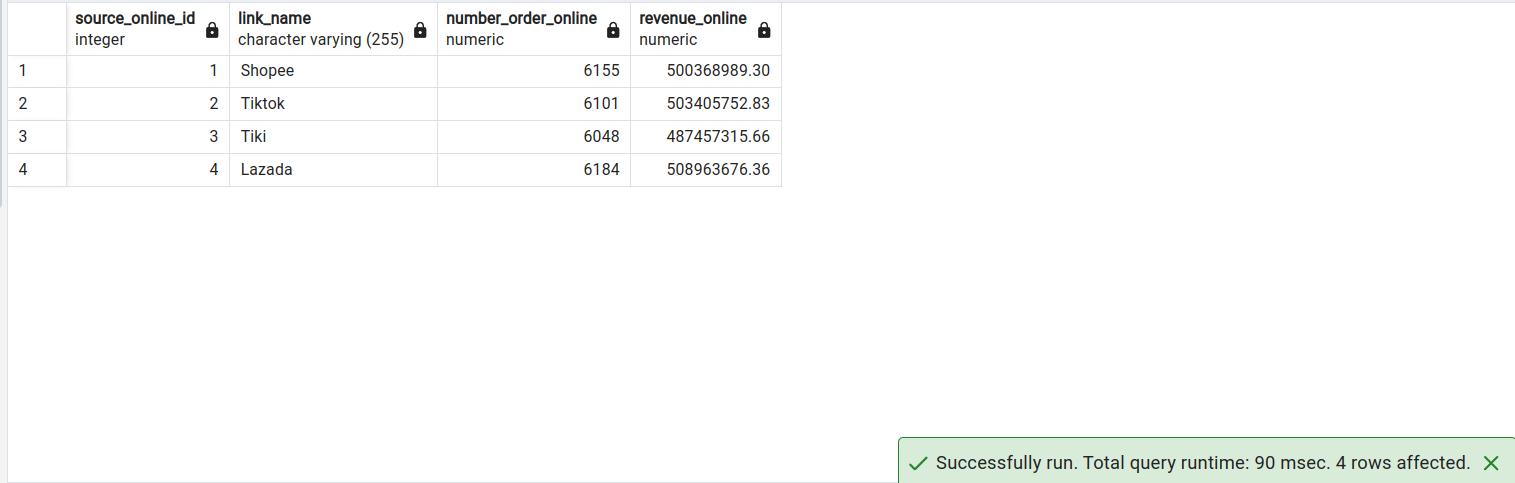 source_online_id link_name number_order_online revenue_online
integer character varying (255) numeric numeric
1 1 Shopee 6155 500368989.30
2 2 Tiktok 6101 503405752.83
3 3 Tiki 6048 487457315.66
4 4 Lazada 6184 508963676.36
Successfully run. Total query runtime: 90 msec. 4 rows affected.